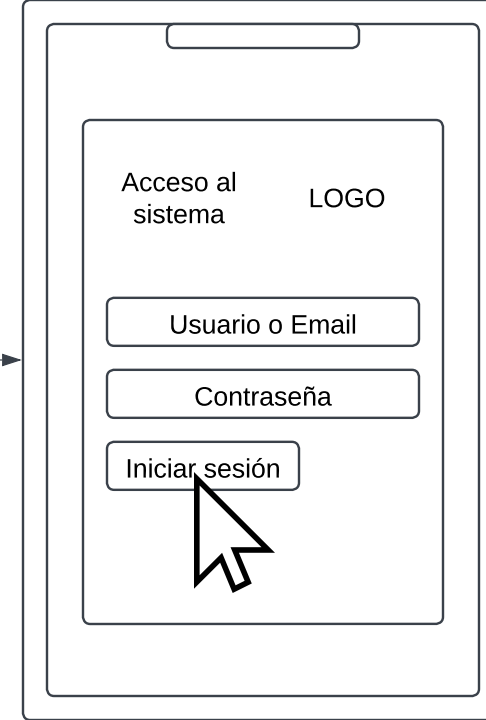 Acceso al
sistema
LOGO
Usuario o Email
Contraseña
Iniciar sesión